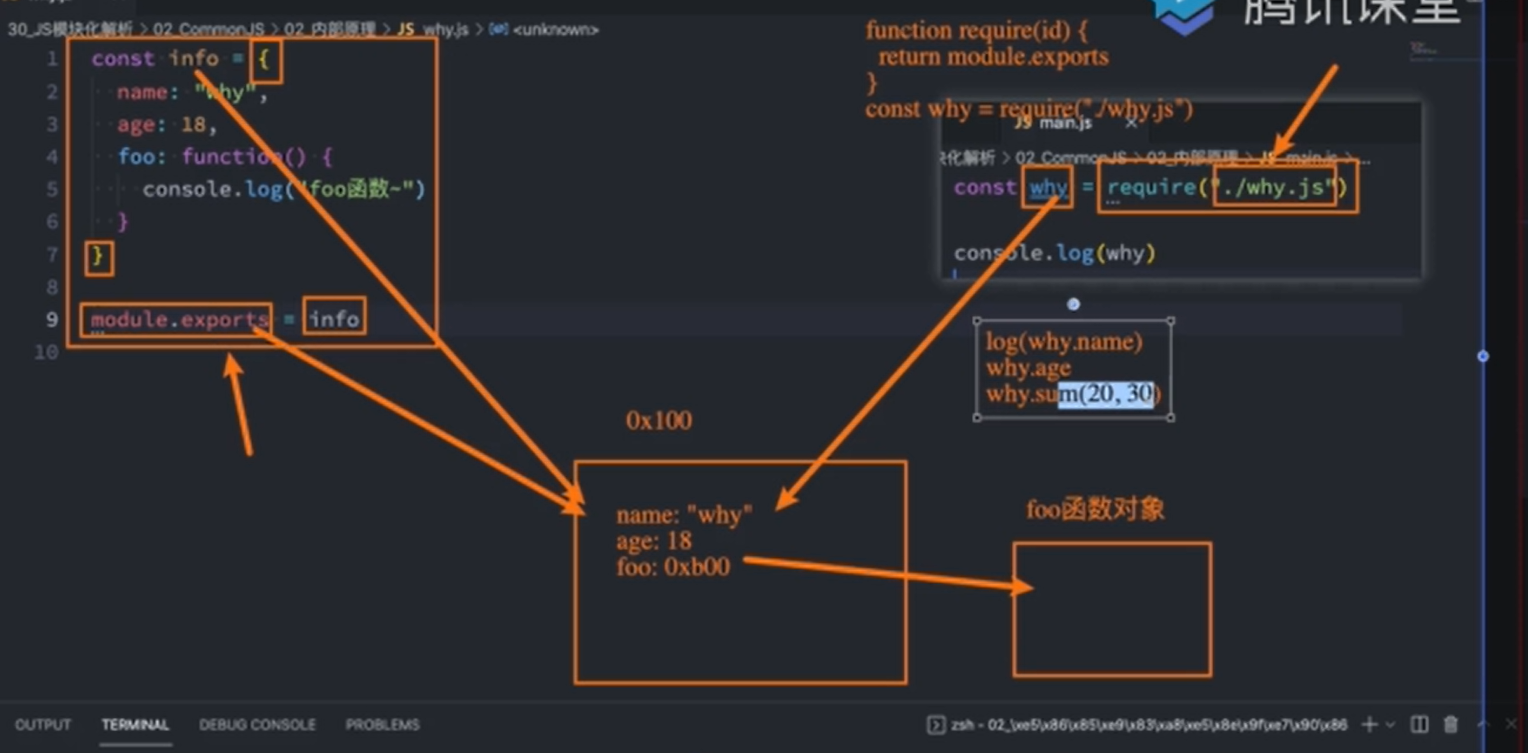 30_JS模块化解析 > 02_CommonJS > 02_内部原理 > JS why.js > <unknown>
1 const info = {
2 name: "why",
3 age: 18,
4 foo: function() {
5 console.log("foo函数~")
6 }
7 }
8
9 module.exports = info
10
腾讯课堂
function require(id) {
return module.exports
}
const why = require("./why.js")
JS main.js ×
块化解析 > 02_CommonJS > 02_内部原理 > JS main.js > ...
const why = require("./why.js")
console.log(why)
log(why.name)
why.age
why.sum(20, 30)
0x100
name: "why"
age: 18
foo: 0xb00
foo函数对象
OUTPUT TERMINAL DEBUG CONSOLE PROBLEMS
zsh - 02_\xe5\x86\x85\xe9\x83\xa8\xe5\x8e\x9f\xe7\x90\x86